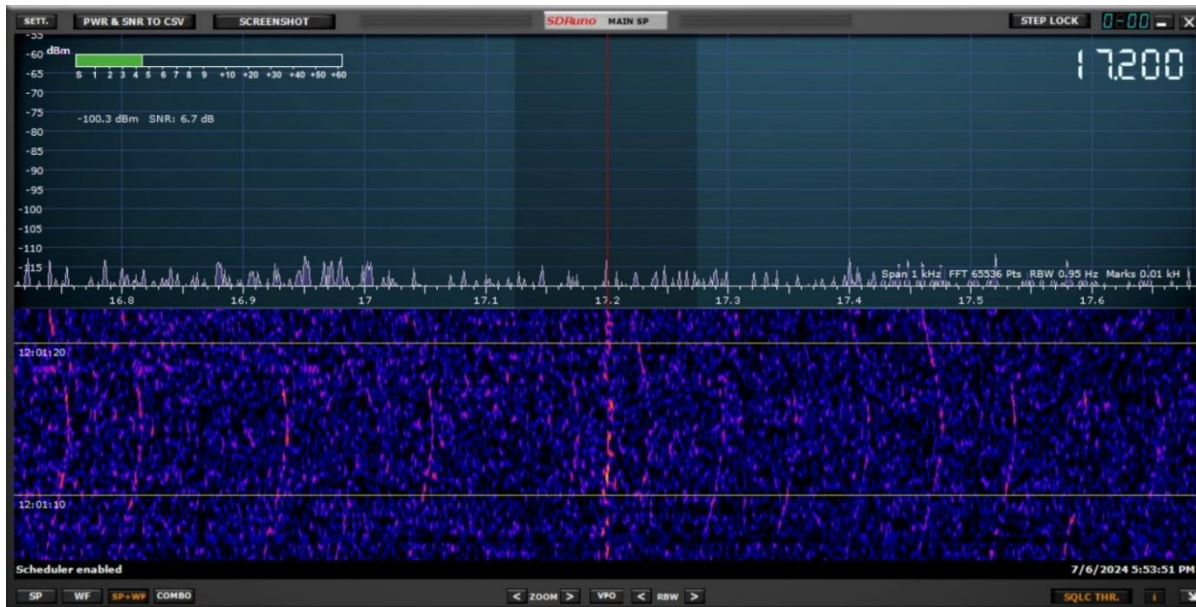 SETT. PWR & SNR TO CSV SCREENSHOT SDRuno MAIN SP STEP LOCK 0-00
-55
-60 dBm
17.200
-65 S 1 2 3 4 5 6 7 8 9 +10 +20 +30 +40 +50 +60
-70
-75 -100.3 dBm SNR: 6.7 dB
-80
-85
-90
-95
-100
-105
-110
-115 Span 1 kHz FFT 65536 Pts RBW 0.95 Hz Marks 0.01 kH
16.8 16.9 17 17.1 17.2 17.3 17.4 17.5 17.6
12:01:20
12:01:10
Scheduler enabled 7/6/2024 5:53:51 PM
SP WF SP+WF COMBO < ZOOM > VFO < RBW > SQLC THR. i